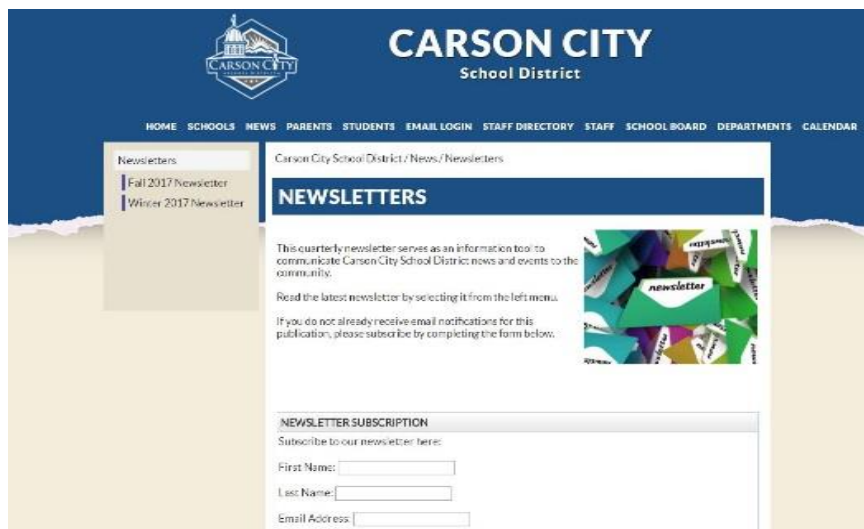 CARSON CITY
CARSON CITY
School District
HOME SCHOOLS NEWS PARENTS STUDENTS EMAIL LOGIN STAFF DIRECTORY STAFF SCHOOL BOARD DEPARTMENTS CALENDAR
Newsletters
Fall 2017 Newsletter
Winter 2017 Newsletter
Carson City School District / News / Newsletters
NEWSLETTERS
This quarterly newsletter serves as an information tool to
communicate Carson City School District news and events to the
community.
Read the latest newsletter by selecting it from the left menu.
If you do not already receive email notifications for this
publication, please subscribe by completing the form below.
newsletter
NEWSLETTER SUBSCRIPTION
Subscribe to our newsletter here:
First Name:
Last Name:
Email Address: